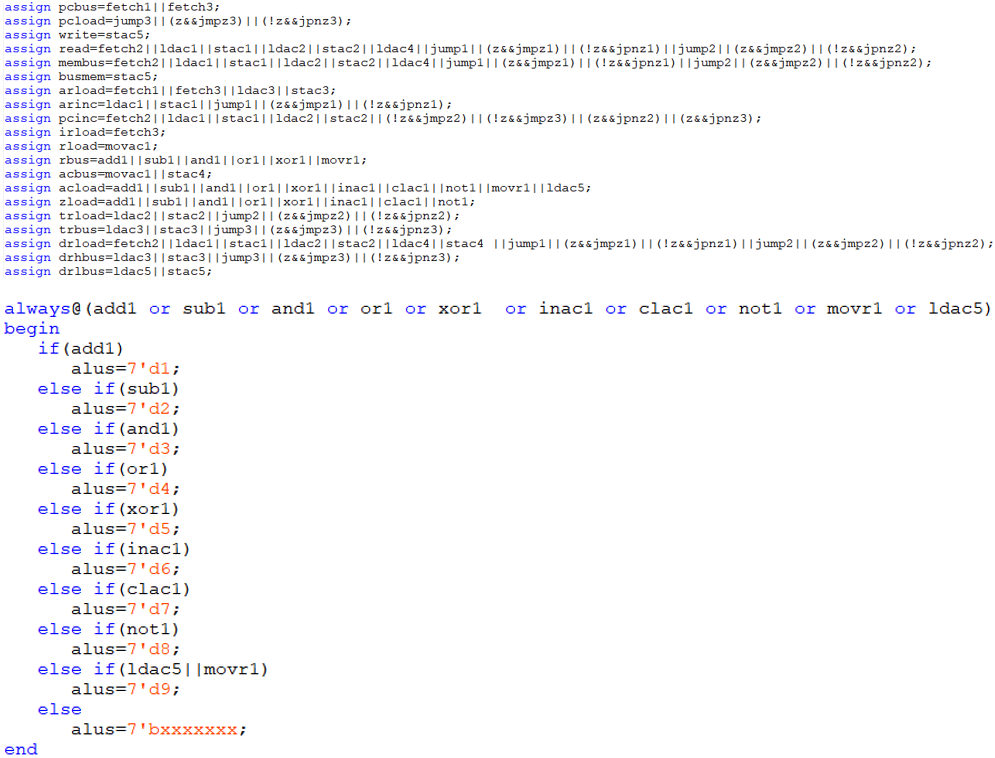 assign pcbus=fetch1||fetch3;
assign pcload=jump3||(z&&jmpz3)||(!z&&jpnz3);
assign write=stac5;
assign read=fetch2||ldac1||stac1||ldac2||stac2||ldac4||jump1||(z&&jmpz1)||(!z&&jpnz1)||jump2||(z&&jmpz2)||(!z&&jpnz2);
assign membus=fetch2||ldac1||stac1||ldac2||stac2||ldac4||jump1||(z&&jmpz1)||(!z&&jpnz1)||jump2||(z&&jmpz2)||(!z&&jpnz2);
assign busmem=stac5;
assign arload=fetch1||fetch3||ldac3||stac3;
assign arinc=ldac1||stac1||jump1||(z&&jmpz1)||(!z&&jpnz1);
assign pcinc=fetch2||ldac1||stac1||ldac2||stac2||(!z&&jmpz2)||(!z&&jmpz3)||(z&&jpnz2)||(z&&jpnz3);
assign irload=fetch3;
assign rload=movac1;
assign rbus=add1||sub1||and1||or1||xor1||movr1;
assign acbus=movac1||stac4;
assign acload=add1||sub1||and1||or1||xor1||inac1||clac1||not1||movr1||ldac5;
assign zload=add1||sub1||and1||or1||xor1||inac1||clac1||not1;
assign trload=ldac2||stac2||jump2||(z&&jmpz2)||(!z&&jpnz2);
assign trbus=ldac3||stac3||jump3||(z&&jmpz3)||(!z&&jpnz3);
assign drload=fetch2||ldac1||stac1||ldac2||stac2||ldac4||stac4 ||jump1||(z&&jmpz1)||(!z&&jpnz1)||jump2||(z&&jmpz2)||(!z&&jpnz2);
assign drhbus=ldac3||stac3||jump3||(z&&jmpz3)||(!z&&jpnz3);
assign drlbus=ldac5||stac5;
always@(add1 or sub1 or and1 or or1 or xor1  or inac1 or clac1 or not1 or movr1 or ldac5)
begin
if(add1)
alus=7'd1;
else if(sub1)
alus=7'd2;
else if(and1)
alus=7'd3;
else if(or1)
alus=7'd4;
else if(xor1)
alus=7'd5;
else if(inac1)
alus=7'd6;
else if(clac1)
alus=7'd7;
else if(not1)
alus=7'd8;
else if(ldac5||movr1)
alus=7'd9;
else
alus=7'bxxxxxxx;
end